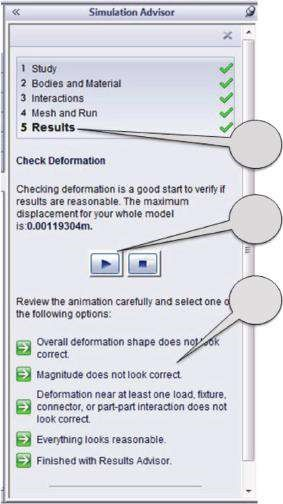 « Simulation Advisor
1 Study
2 Bodies and Material
3 Interactions
4 Mesh and Run
5 Results
Check Deformation
Checking deformation is a good start to verify if
results are reasonable. The maximum
displacement for your whole model
is:0.00119304m.
Review the animation carefully and select one
the following options:
Overall deformation shape does not look
correct.
Magnitude does not look correct.
Deformation near at least one load, fixture,
connector, or part-part interaction does not
look correct.
Everything looks reasonable.
Finished with Results Advisor.